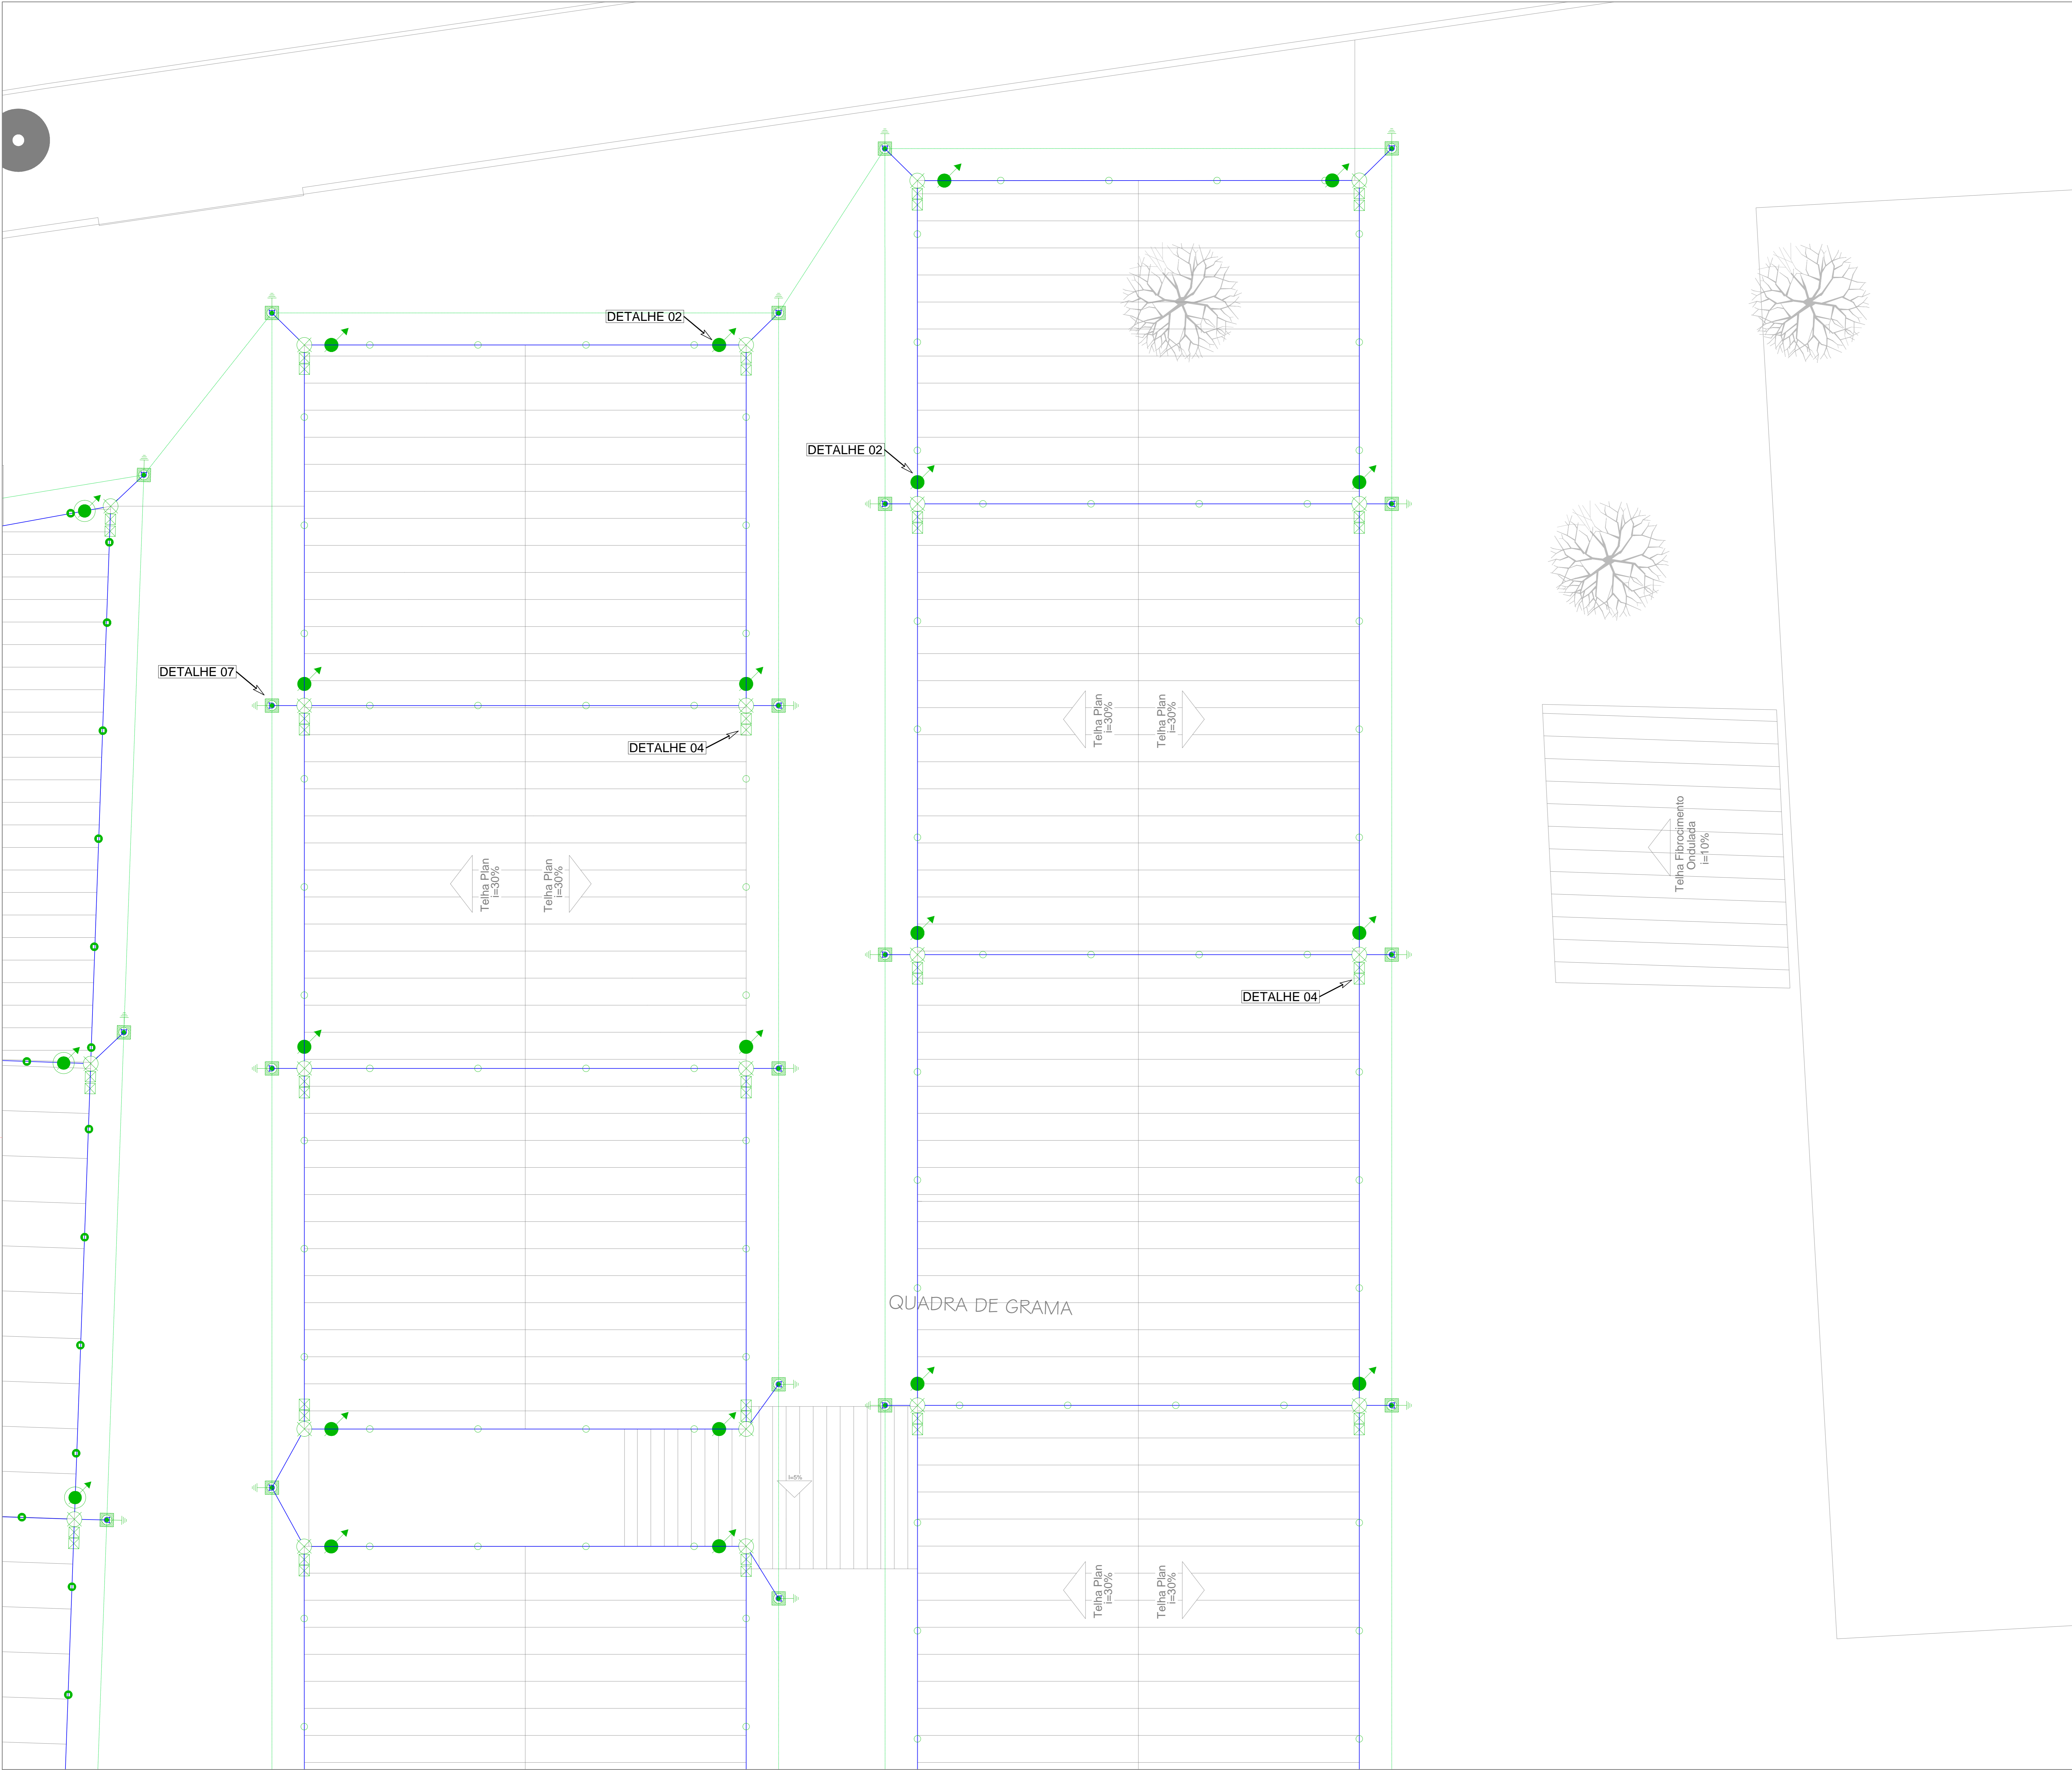 DETALHE 02
DETALHE 02
DETALHE 07
DETALHE 04
Telha Plan
i=30%
Telha Plan
i=30%
Telha Plan
i=30%
Telha Plan
i=30%
Telha Fibrocimento
Ondulada
i=10%
DETALHE 04
QUADRA DE GRAMA
I=5%
Telha Plan
i=30%
Telha Plan
i=30%